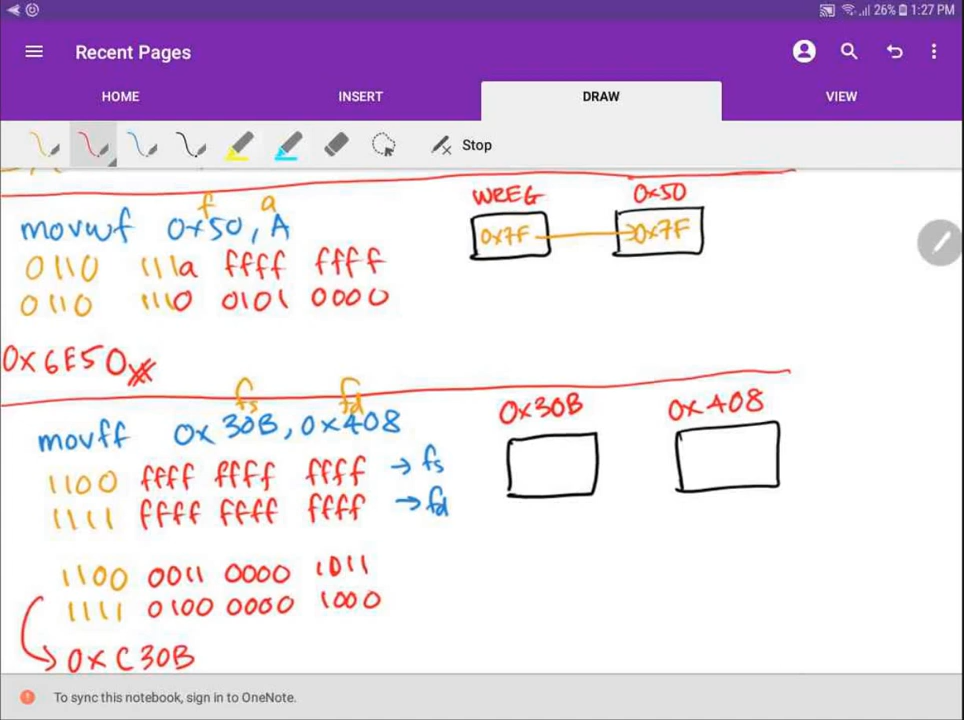 26% 1:27 PM
Recent Pages
HOME INSERT DRAW VIEW
Stop
f a
movwf 0x50, A
0110 111a ffff ffff
0110 1110 0101 0000
0x6E50
WREG 0x50
0x7F 0x7F
fs fd
movff 0x30B, 0x408
1100 ffff ffff ffff → fs
1111 ffff ffff ffff → fd
1100 0011 0000 1011
1111 0100 0000 1000
0xC30B
0x30B 0x408
To sync this notebook, sign in to OneNote.